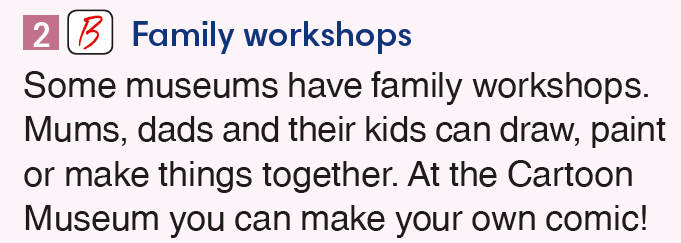 2 B Family workshops
Some museums have family workshops.
Mums, dads and their kids can draw, paint
or make things together. At the Cartoon
Museum you can make your own comic!